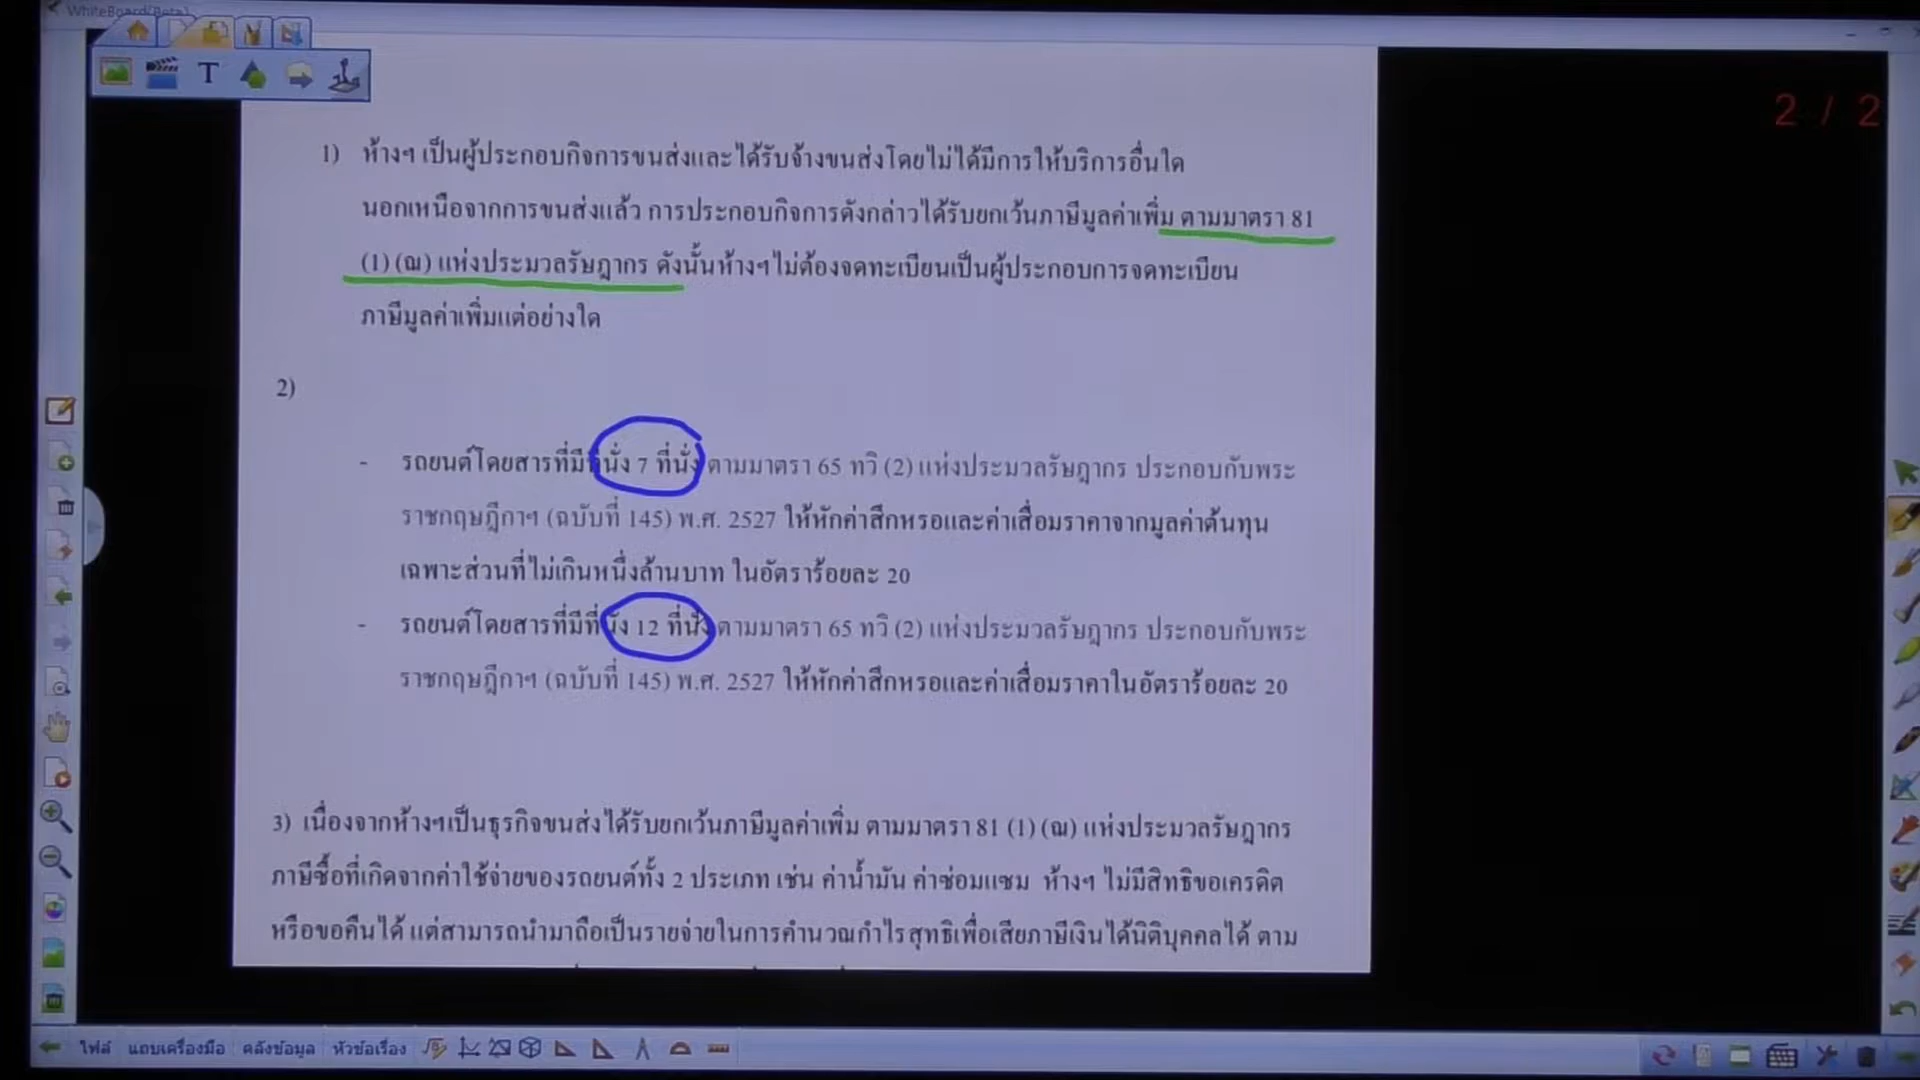 WhiteBoard(Beta)
T
2 / 2
1) ห้างฯ เป็นผู้ประกอบกิจการขนส่งและได้รับจ้างขนส่งโดยไม่ได้มีการให้บริการอื่นใด
นอกเหนือจากการขนส่งแล้ว การประกอบกิจการดังกล่าวได้รับยกเว้นภาษีมูลค่าเพิ่ม ตามมาตรา 81
(1) (ณ) แห่งประมวลรัษฎากร ดังนั้นห้างฯ ไม่ต้องจดทะเบียนเป็นผู้ประกอบการจดทะเบียน
ภาษีมูลค่าเพิ่มแต่อย่างใด
2)
- รถยนต์โดยสารที่มีที่นั่ง 7 ที่นั่ง ตามมาตรา 65 ทวิ (2) แห่งประมวลรัษฎากร ประกอบกับพระ
ราชกฤษฎีกาฯ (ฉบับที่ 145) พ.ศ. 2527 ให้หักค่าสึกหรอและค่าเสื่อมราคาจากมูลค่าต้นทุน
เฉพาะส่วนที่ไม่เกินหนึ่งล้านบาท ในอัตราร้อยละ 20
- รถยนต์โดยสารที่มีที่นั่ง 12 ที่นั่ง ตามมาตรา 65 ทวิ (2) แห่งประมวลรัษฎากร ประกอบกับพระ
ราชกฤษฎีกาฯ (ฉบับที่ 145) พ.ศ. 2527 ให้หักค่าสึกหรอและค่าเสื่อมราคาในอัตราร้อยละ 20
3) เนื่องจากห้างฯเป็นธุรกิจขนส่งได้รับยกเว้นภาษีมูลค่าเพิ่ม ตามมาตรา 81 (1) (ณ) แห่งประมวลรัษฎากร
ภาษีซื้อที่เกิดจากค่าใช้จ่ายของรถยนต์ทั้ง 2 ประเภท เช่น ค่าน้ำมัน ค่าซ่อมแซม ห้างฯ ไม่มีสิทธิขอเครดิต
หรือขอคืนได้ แต่สามารถนำมาถือเป็นรายจ่ายในการคำนวณกำไรสุทธิเพื่อเสียภาษีเงินได้นิติบุคคลได้ ตาม
ไฟล์ แถบเครื่องมือ คลังข้อมูล หัวข้อเรื่อง